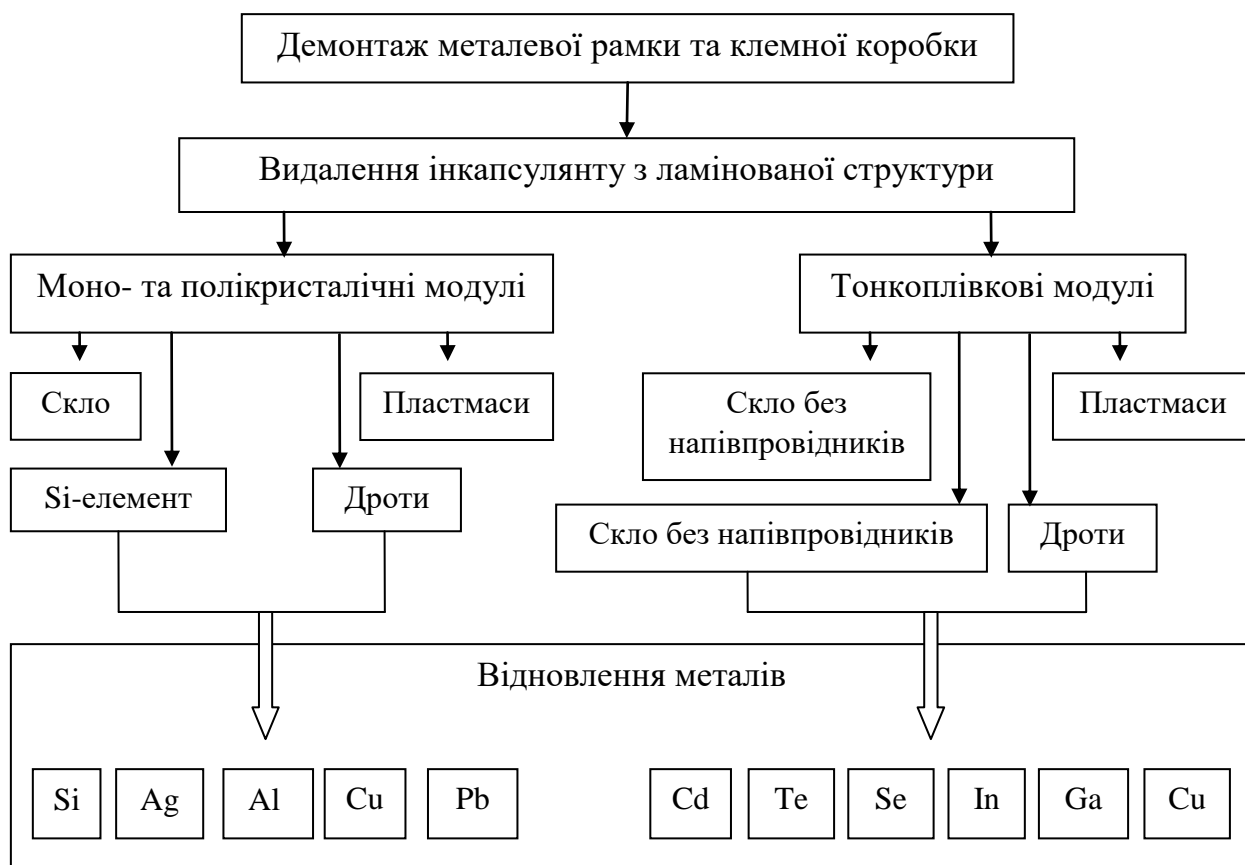 Демонтаж металевої рамки та клемної коробки
Видалення інкапсулянту з ламінованої структури
Моно- та полікристалічні модулі
Тонкоплівкові модулі
Скло
Пластмаси
Скло без
напівпровідників
Пластмаси
Si-елемент
Дроти
Скло без напівпровідників
Дроти
Відновлення металів
Si
Ag
Al
Cu
Pb
Cd
Te
Se
In
Ga
Cu